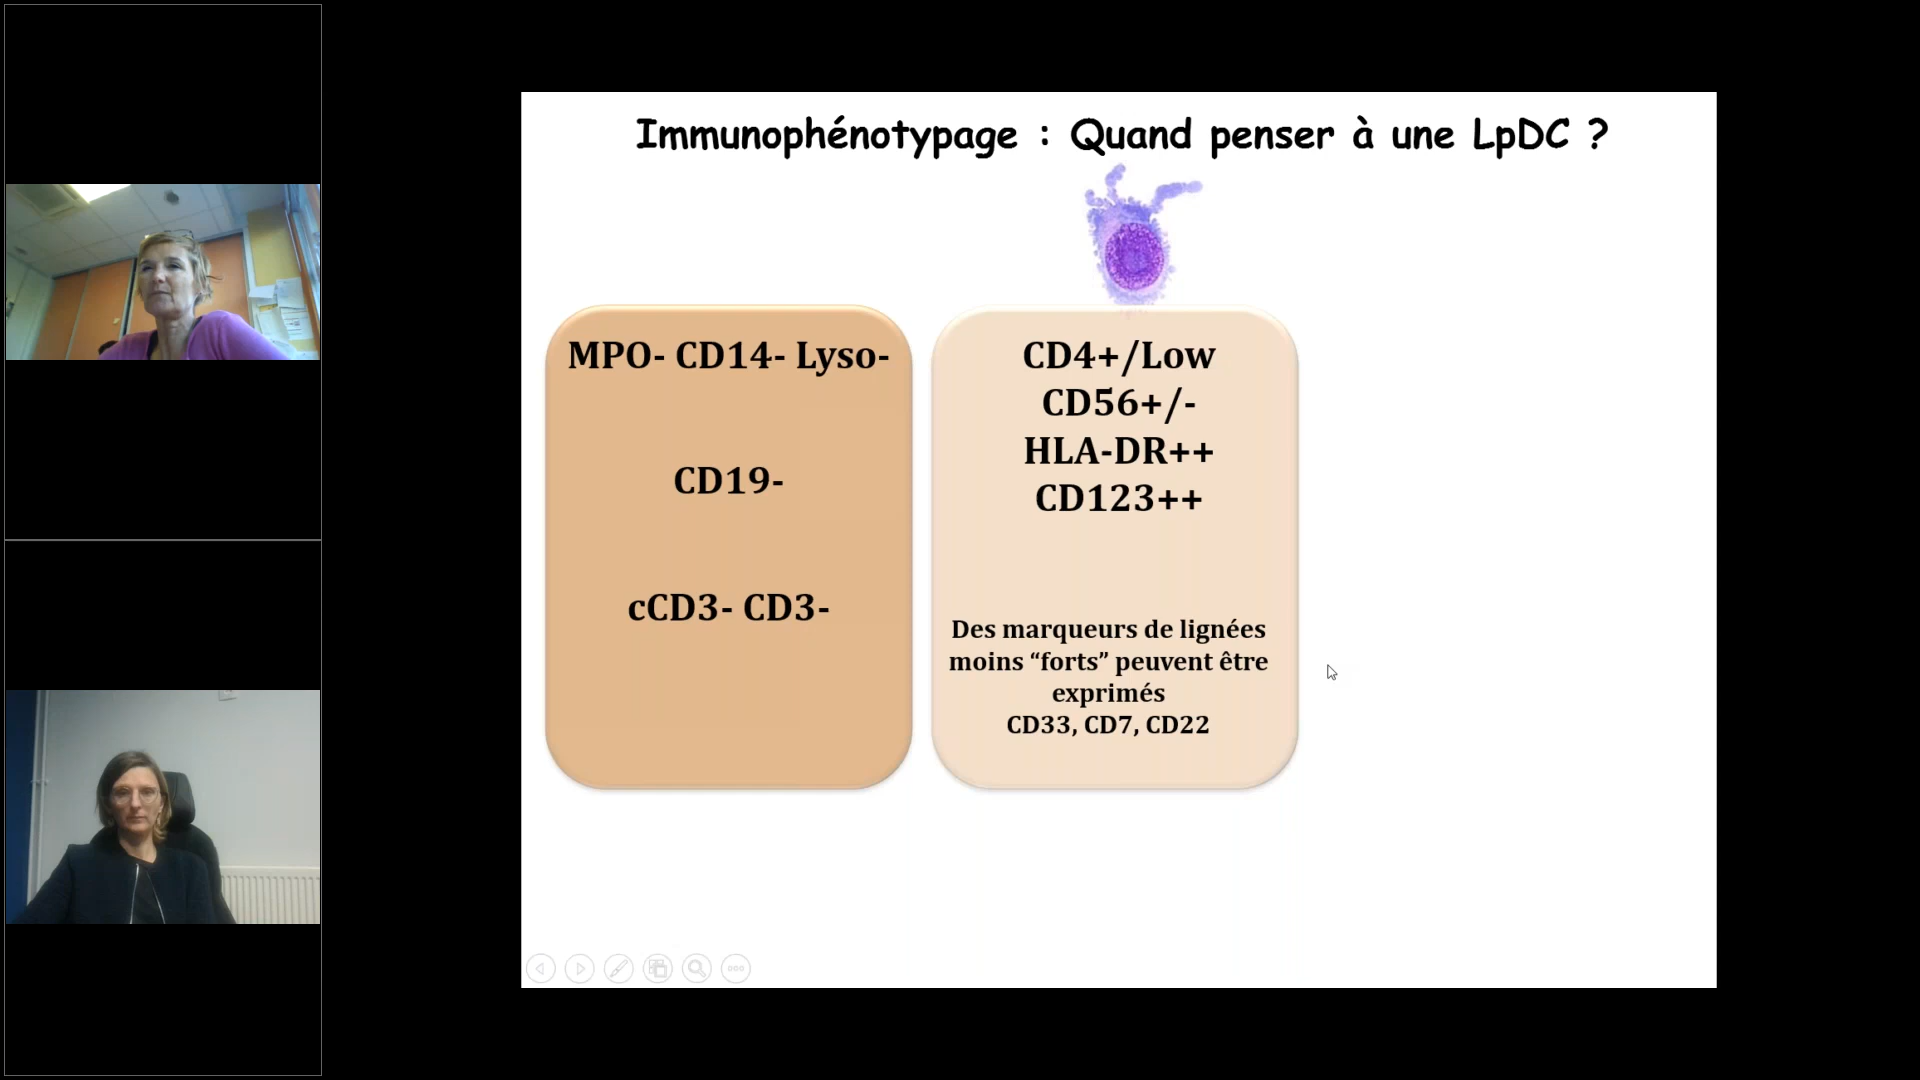 Immunophénotypage : Quand penser à une LpDC ?
MPO- CD14- Lyso-
CD19-
cCD3- CD3-
CD4+/Low
CD56+/-
HLA-DR++
CD123++
Des marqueurs de lignées
moins “forts” peuvent être
exprimés
CD33, CD7, CD22